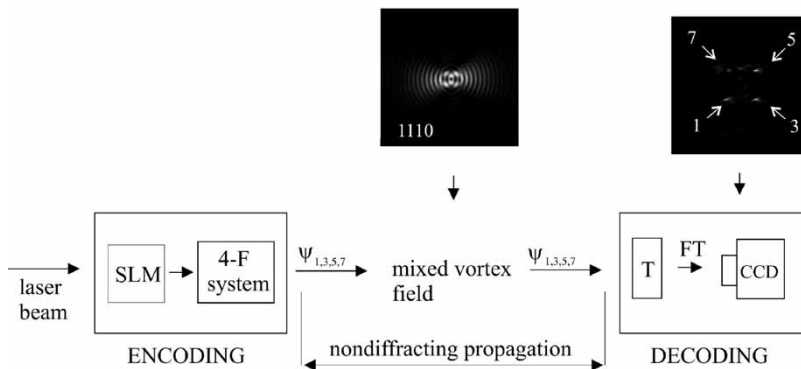 7
5
1
3
1110
laser
beam
SLM
4-F
system
ENCODING
Ψ1,3,5,7
mixed vortex
field
Ψ1,3,5,7
T
FT
CCD
DECODING
nondiffracting propagation